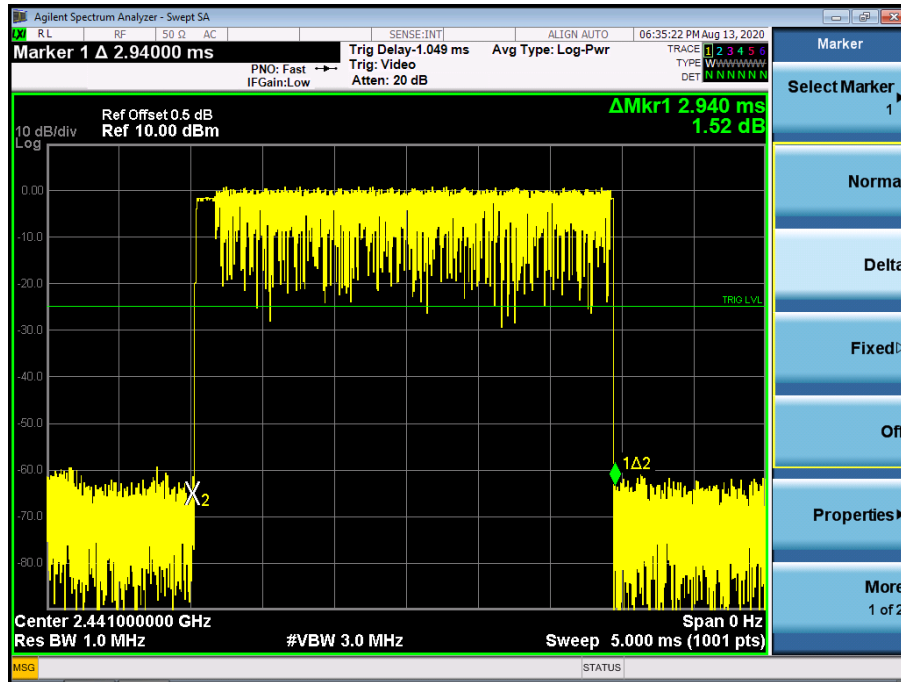 Agilent Spectrum Analyzer - Swept SA
LXI RL RF 50 Ω AC SENSE:INT ALIGN AUTO 06:35:22 PM Aug 13, 2020
Marker 1 Δ 2.94000 ms
PNO: Fast
IFGain:Low
Trig Delay-1.049 ms
Trig: Video
Atten: 20 dB
Avg Type: Log-Pwr
TRACE 1 2 3 4 5 6
TYPE WWWWWWW
DET N N N N N N
ΔMkr1 2.940 ms
1.52 dB
Ref Offset 0.5 dB
10 dB/div Ref 10.00 dBm
Log
0.00
-10.0
-20.0
TRIG LVL
-30.0
-40.0
-50.0
-60.0
1Δ2
2
-70.0
-80.0
Center 2.441000000 GHz Span 0 Hz
Res BW 1.0 MHz #VBW 3.0 MHz Sweep 5.000 ms (1001 pts)
MSG STATUS
Marker
Select Marker
1
Norma
Delta
Fixed
Off
Properties
More
1 of 2